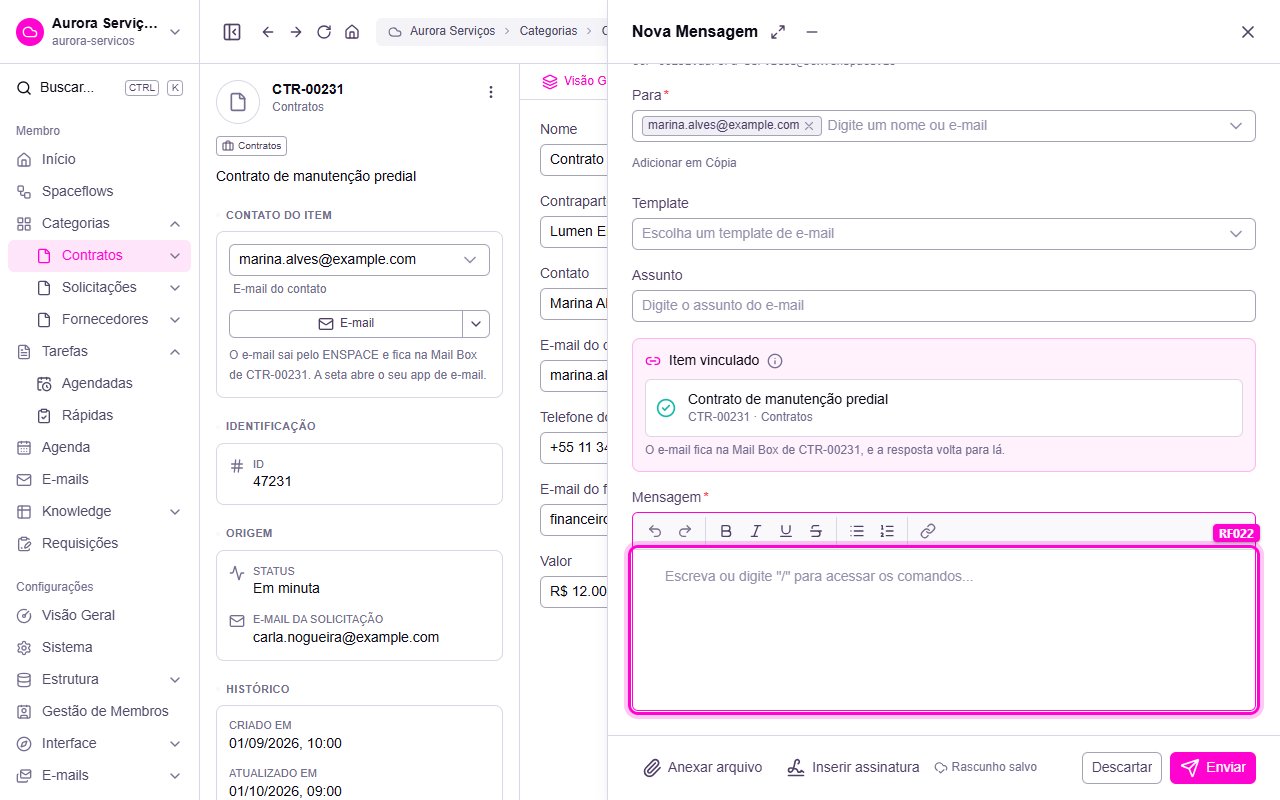 Aurora Serviç...
aurora-servicos
Buscar...
CTRL
K
Membro
Início
Spaceflows
Categorias
Contratos
Solicitações
Fornecedores
Tarefas
Agendadas
Rápidas
Agenda
E-mails
Knowledge
Requisições
Configurações
Visão Geral
Sistema
Estrutura
Gestão de Membros
Interface
E-mails
Aurora Serviços
Categorias
CTR-00231
Contratos
Contratos
Contrato de manutenção predial
CONTATO DO ITEM
marina.alves@example.com
E-mail do contato
E-mail
O e-mail sai pelo ENSPACE e fica na Mail Box
de CTR-00231. A seta abre o seu app de e-mail.
IDENTIFICAÇÃO
ID
47231
ORIGEM
STATUS
Em minuta
E-MAIL DA SOLICITAÇÃO
carla.nogueira@example.com
HISTÓRICO
CRIADO EM
01/09/2026, 10:00
ATUALIZADO EM
01/10/2026, 09:00
Visão G
Nome
Contrato
Contrapart
Lumen E
Contato
Marina Al
E-mail do c
marina.al
Telefone do
+55 11 34
E-mail do f
financeiro
Valor
R$ 12.00
Nova Mensagem
Para*
marina.alves@example.com
Digite um nome ou e-mail
Adicionar em Cópia
Template
Escolha um template de e-mail
Assunto
Digite o assunto do e-mail
Item vinculado
Contrato de manutenção predial
CTR-00231 · Contratos
O e-mail fica na Mail Box de CTR-00231, e a resposta volta para lá.
Mensagem*
RF022
Escreva ou digite "/" para acessar os comandos...
Anexar arquivo
Inserir assinatura
Rascunho salvo
Descartar
Enviar